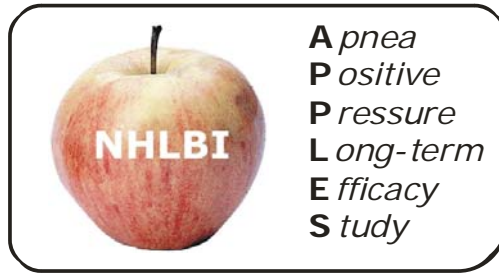 NHLBI
Apnea
Positive
Pressure
Long-term
Efficacy
Study